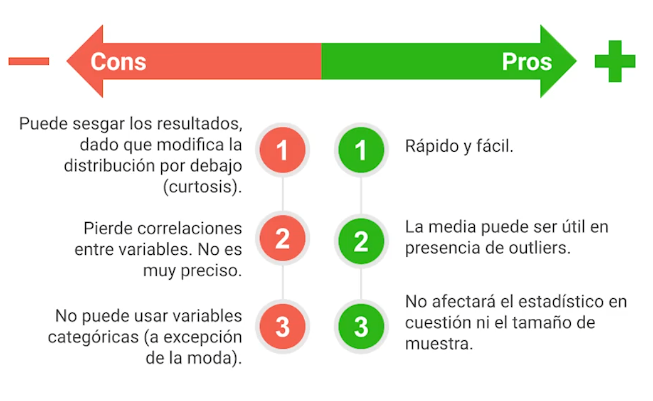 Cons
Pros
Puede sesgar los resultados,
dado que modifica la
distribución por debajo
(curtosis).
1
1
Rápido y fácil.
Pierde correlaciones
entre variables. No es
muy preciso.
2
2
La media puede ser útil en
presencia de outliers.
No puede usar variables
categóricas (a excepción
de la moda).
3
3
No afectará el estadístico en
cuestión ni el tamaño de
muestra.